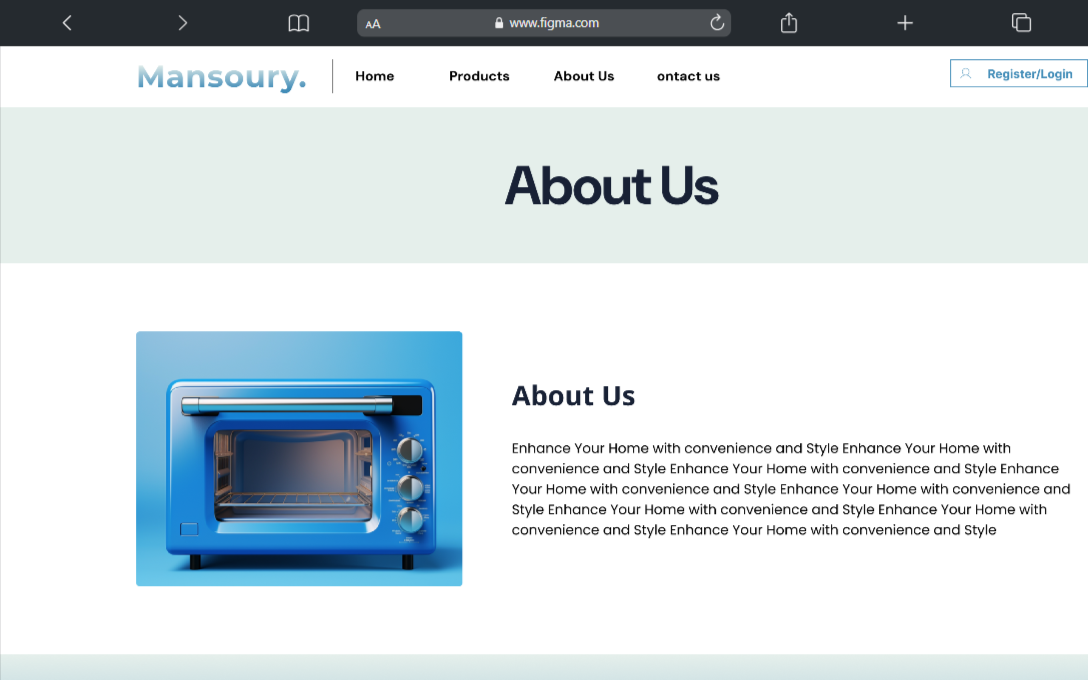 AA www.figma.com
Mansoury. Home Products About Us ontact us Register/Login
About Us
About Us
Enhance Your Home with convenience and Style Enhance Your Home with
convenience and Style Enhance Your Home with convenience and Style Enhance
Your Home with convenience and Style Enhance Your Home with convenience and
Style Enhance Your Home with convenience and Style Enhance Your Home with
convenience and Style Enhance Your Home with convenience and Style